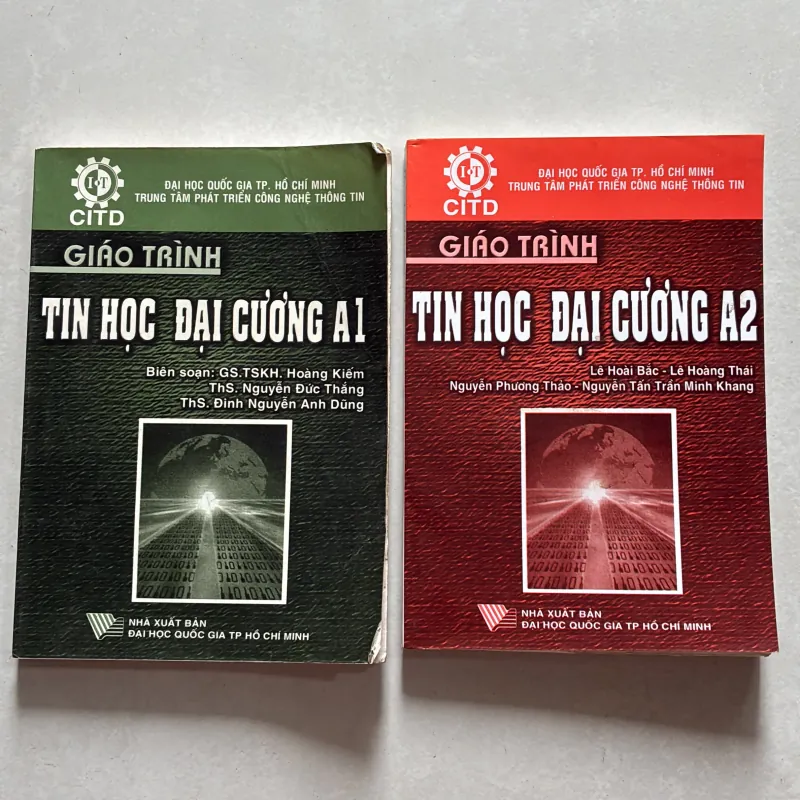 I T
CITD
ĐẠI HỌC QUỐC GIA TP. HỒ CHÍ MINH
TRUNG TÂM PHÁT TRIỂN CÔNG NGHỆ THÔNG TIN
GIÁO TRÌNH
TIN HỌC ĐẠI CƯƠNG A1
Biên soạn: GS.TSKH. Hoàng Kiếm
ThS. Nguyễn Đức Thắng
ThS. Đinh Nguyễn Anh Dũng
NHÀ XUẤT BẢN
ĐẠI HỌC QUỐC GIA TP HỒ CHÍ MINH
I T
CITD
ĐẠI HỌC QUỐC GIA TP. HỒ CHÍ MINH
TRUNG TÂM PHÁT TRIỂN CÔNG NGHỆ THÔNG TIN
GIÁO TRÌNH
TIN HỌC ĐẠI CƯƠNG A2
Lê Hoài Bắc - Lê Hoàng Thái
Nguyễn Phương Thảo - Nguyễn Tấn Trần Minh Khang
NHÀ XUẤT BẢN
ĐẠI HỌC QUỐC GIA TP HỒ CHÍ MINH